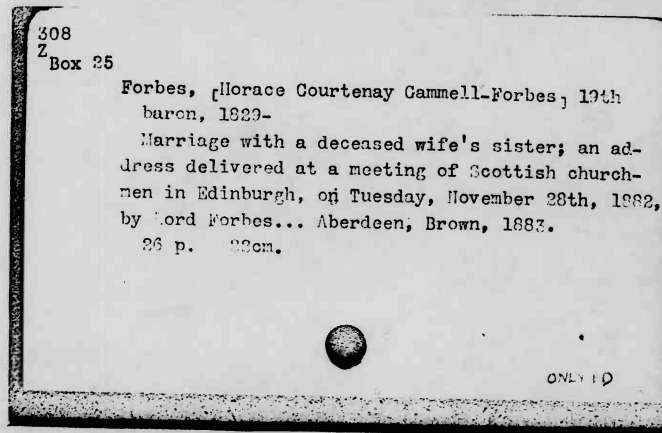 308
Z
Box 25
Forbes, [Horace Courtenay Gammell-Forbes] 19th
baron, 1829-
Marriage with a deceased wife's sister; an ad-
dress delivered at a meeting of Scottish church-
men in Edinburgh, on Tuesday, November 28th, 1882,
by Lord Forbes... Aberdeen, Brown, 1883.
26 p. 22cm.
ONLY